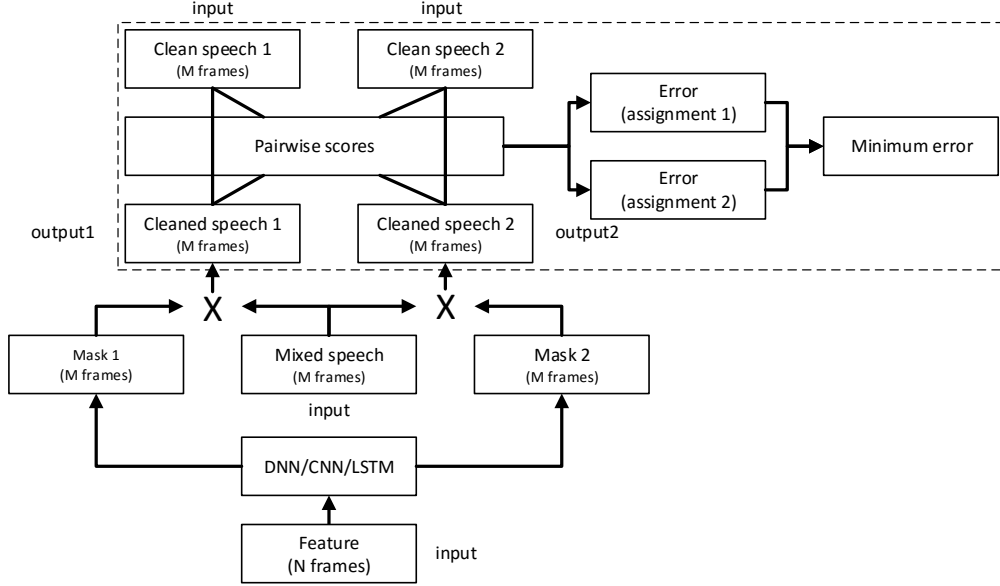 input
input
Clean speech 1
(M frames)
Clean speech 2
(M frames)
Error
(assignment 1)
Pairwise scores
Minimum error
Error
(assignment 2)
Cleaned speech 1
(M frames)
Cleaned speech 2
(M frames)
output1
output2
X
X
Mask 1
(M frames)
Mixed speech
(M frames)
Mask 2
(M frames)
input
DNN/CNN/LSTM
Feature
(N frames)
input